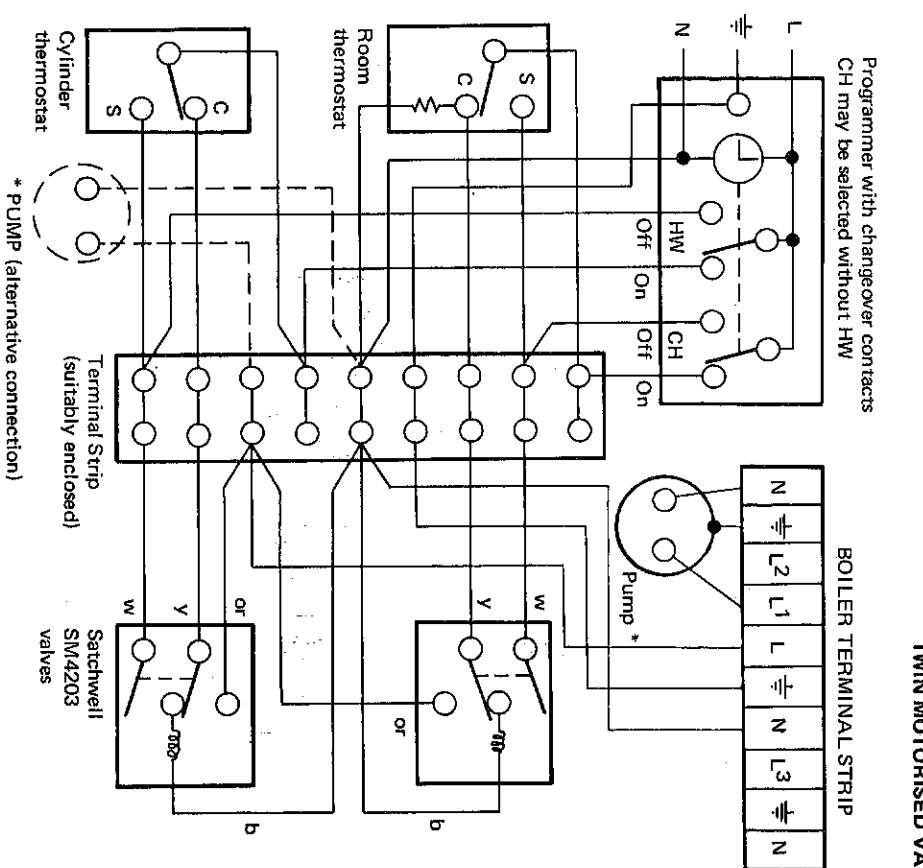 TWIN MOTORISED VA
Programmer with changeover contacts
CH may be selected without HW
L
N
HW
Off
On
CH
Off
On
BOILER TERMINAL STRIP
N
L2
L1
L
N
L3
N
Pump *
Room
thermostat
S
C
Cylinder
thermostat
C
S
* PUMP (alternative connection)
Terminal Strip
(suitably enclosed)
w
y
or
b
w
y
or
b
Satchwell
SM4203
valves